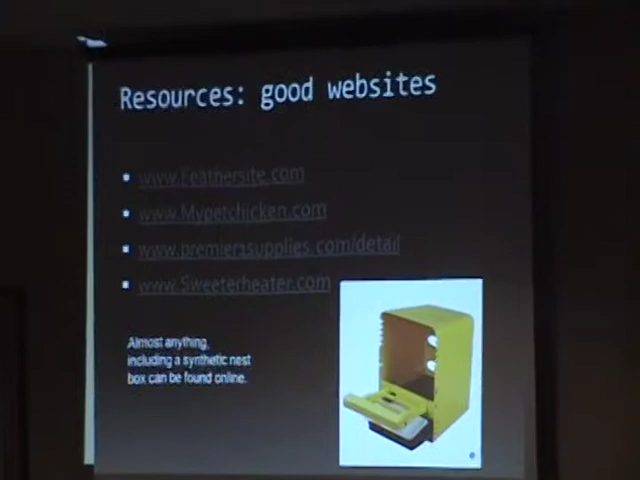 Resources: good websites
www.Feathersite.com
www.Mypetchicken.com
www.premier1supplies.com/detail
www.Sweeterheater.com
Almost anything,
including a synthetic nest
box can be found online.